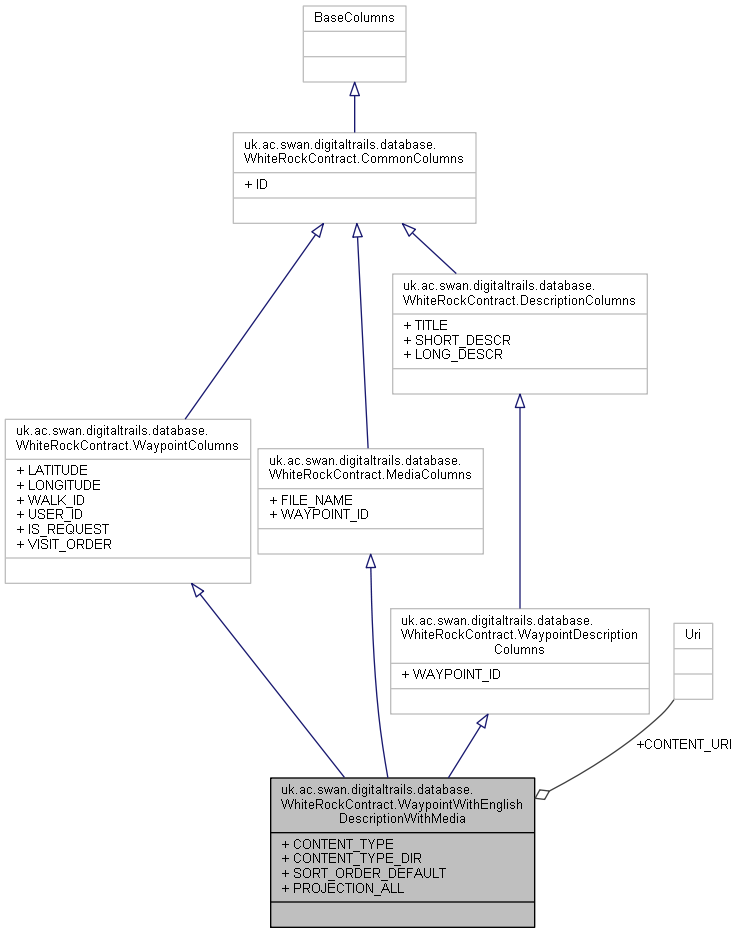 BaseColumns
uk.ac.swan.digitaltrails.database.
WhiteRockContract.CommonColumns
+ ID
uk.ac.swan.digitaltrails.database.
WhiteRockContract.DescriptionColumns
+ TITLE
+ SHORT_DESCR
+ LONG_DESCR
uk.ac.swan.digitaltrails.database.
WhiteRockContract.WaypointColumns
+ LATITUDE
+ LONGITUDE
+ WALK_ID
+ USER_ID
+ IS_REQUEST
+ VISIT_ORDER
uk.ac.swan.digitaltrails.database.
WhiteRockContract.MediaColumns
+ FILE_NAME
+ WAYPOINT_ID
uk.ac.swan.digitaltrails.database.
WhiteRockContract.WaypointDescription
Columns
+ WAYPOINT_ID
Uri
+CONTENT_URI
uk.ac.swan.digitaltrails.database.
WhiteRockContract.WaypointWithEnglish
DescriptionWithMedia
+ CONTENT_TYPE
+ CONTENT_TYPE_DIR
+ SORT_ORDER_DEFAULT
+ PROJECTION_ALL